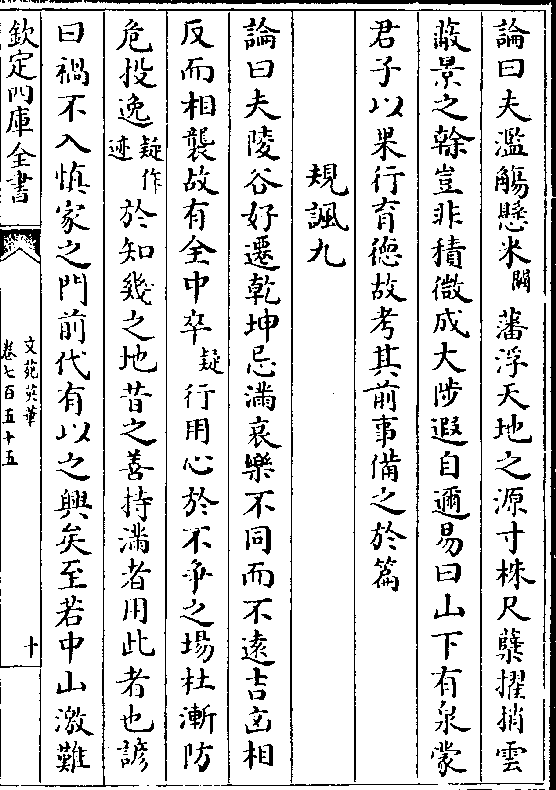 論曰夫濫觴懸米闕蕃浮天地之源寸株尺蘖擢捎雲
蔽景之榦豈非積微成大陟遐自邇易曰山下有泉蒙
君子以果行育德故考其前事備之於篇
規諷九
論曰夫陵谷好遷乾坤忌滿哀樂不同而不逺吉凶相
反而相襲故有全中卒疑行用心於不爭之場杜漸防
危投逸疑作迹於知幾之地昔之善持滿者用此者也諺
曰禍不入慎家之門前代有以之興矣至若中山激難
欽定四庫全書
文苑英華
卷七百五十五
十